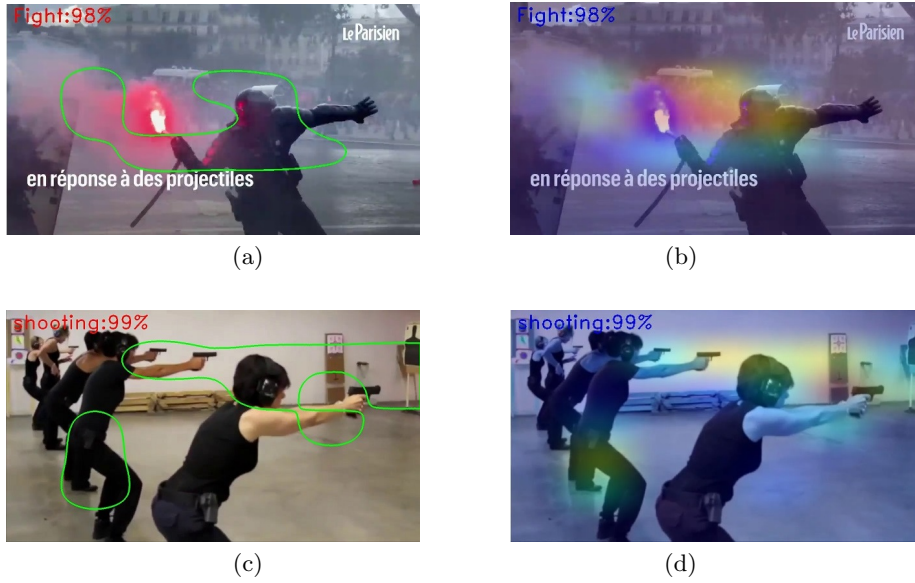 Fight:98%
Le Parisien
en réponse à des projectiles
(a)
Fight:98%
Le Parisien
en réponse à des projectiles
(b)
shooting:99%
(c)
shooting:99%
(d)